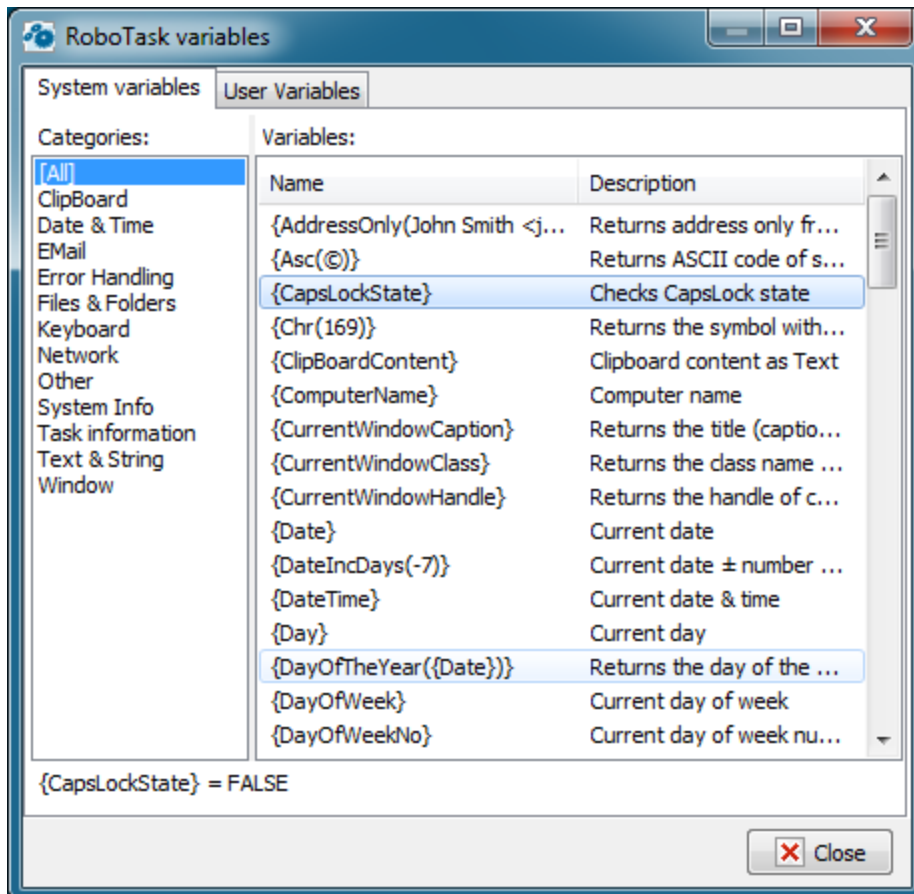 RoboTask variables
System variables
User Variables
Categories:
[All]
ClipBoard
Date & Time
EMail
Error Handling
Files & Folders
Keyboard
Network
Other
System Info
Task information
Text & String
Window
Variables:
Name Description
{AddressOnly(John Smith <j... Returns address only fr...
{Asc(©)} Returns ASCII code of s...
{CapsLockState} Checks CapsLock state
{Chr(169)} Returns the symbol with...
{ClipBoardContent} Clipboard content as Text
{ComputerName} Computer name
{CurrentWindowCaption} Returns the title (captio...
{CurrentWindowClass} Returns the class name ...
{CurrentWindowHandle} Returns the handle of c...
{Date} Current date
{DateIncDays(-7)} Current date ± number ...
{DateTime} Current date & time
{Day} Current day
{DayOfTheYear({Date})} Returns the day of the ...
{DayOfWeek} Current day of week
{DayOfWeekNo} Current day of week nu...
{CapsLockState} = FALSE
Close